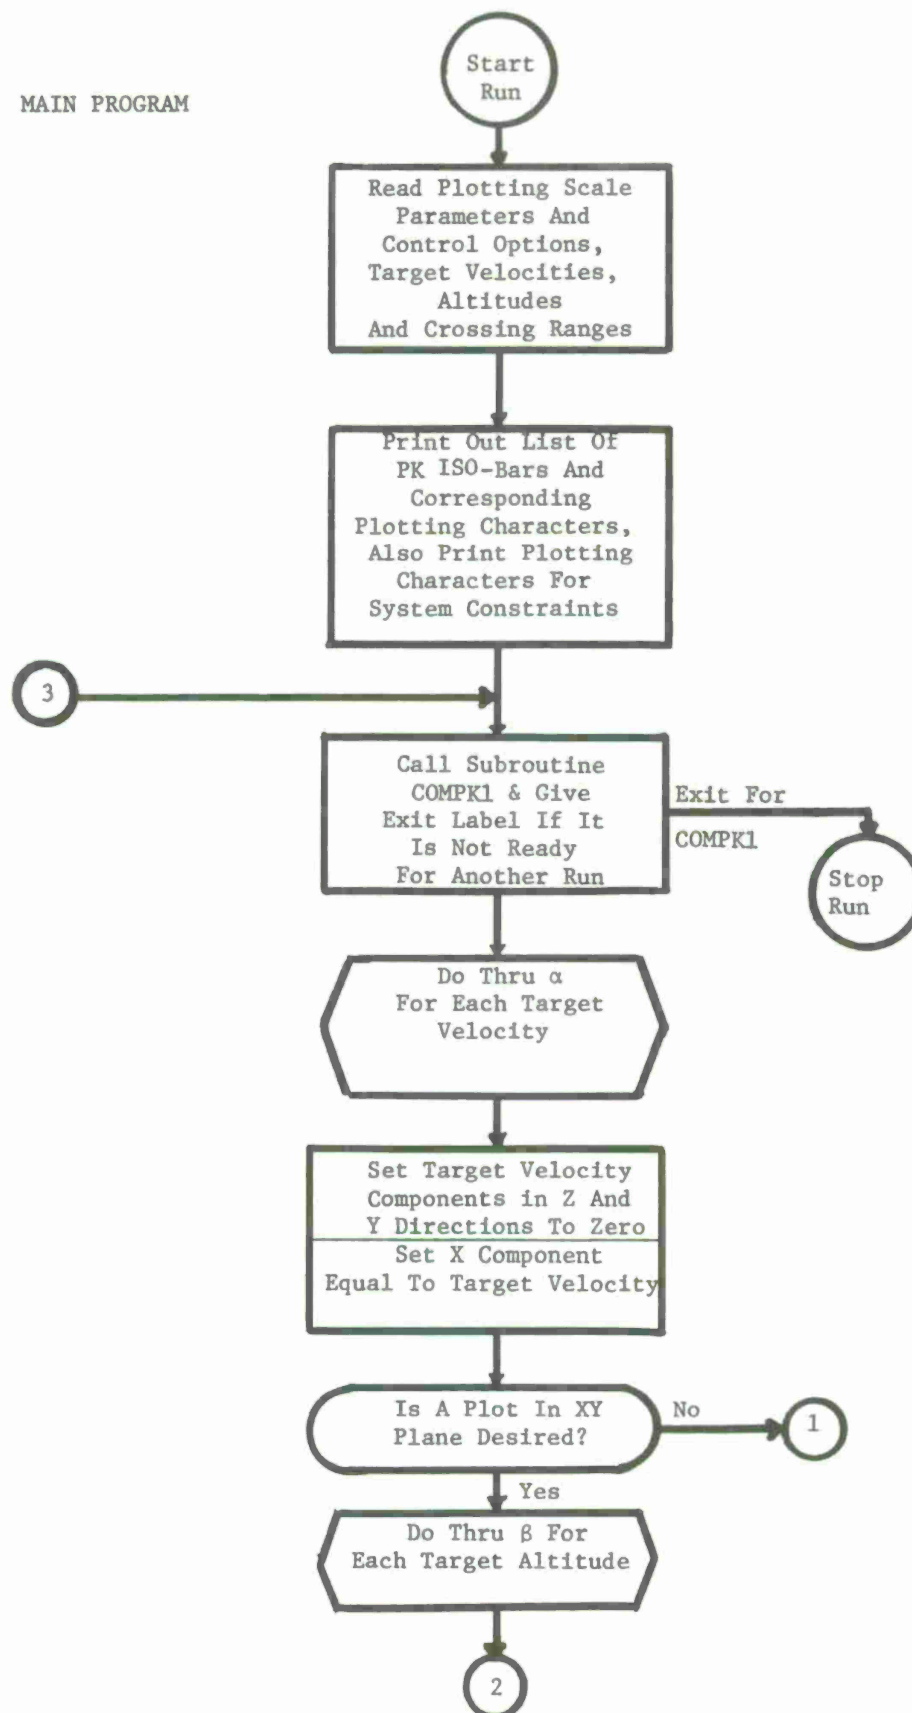 Start
Run
MAIN PROGRAM
Read Plotting Scale
Parameters And
Control Options,
Target Velocities,
Altitudes
And Crossing Ranges
Print Out List Of
PK ISO-Bars And
Corresponding
Plotting Characters,
Also Print Plotting
Characters For
System Constraints
3
Call Subroutine
COMPK1 & Give
Exit Label If It
Is Not Ready
For Another Run
Exit For
COMPK1
Stop
Run
Do Thru α
For Each Target
Velocity
Set Target Velocity
Components in Z And
Y Directions To Zero
Set X Component
Equal To Target Velocity
Is A Plot In XY
Plane Desired?
No
1
Yes
Do Thru β For
Each Target Altitude
2